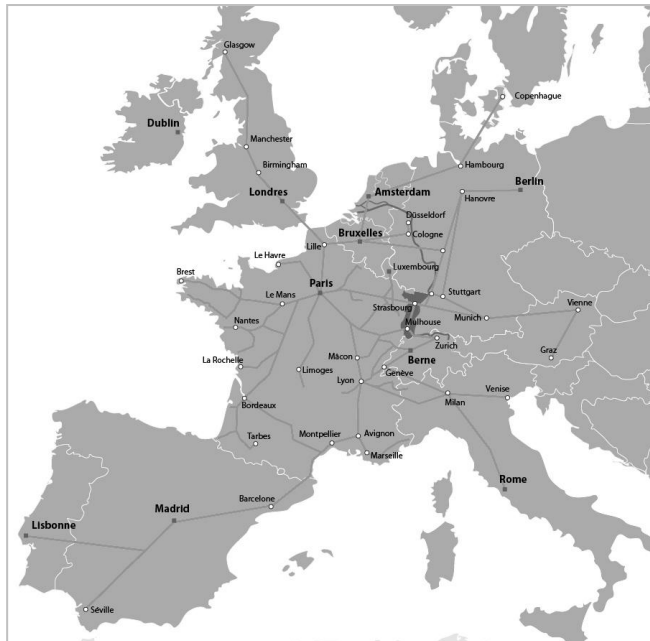 Glasgow
Copenhague
Dublin
Manchester
Hambourg
Birmingham
Berlin
Amsterdam
Hanovre
Londres
Düsseldorf
Bruxelles
Cologne
Lille
Le Havre
Luxembourg
Brest
Paris
Le Mans
Stuttgart
Strasbourg
Vienne
Munich
Nantes
Mulhouse
Zurich
Mâcon
Berne
Graz
La Rochelle
Limoges
Genève
Lyon
Venise
Milan
Bordeaux
Tarbes
Montpellier
Avignon
Marseille
Rome
Barcelone
Madrid
Lisbonne
Séville